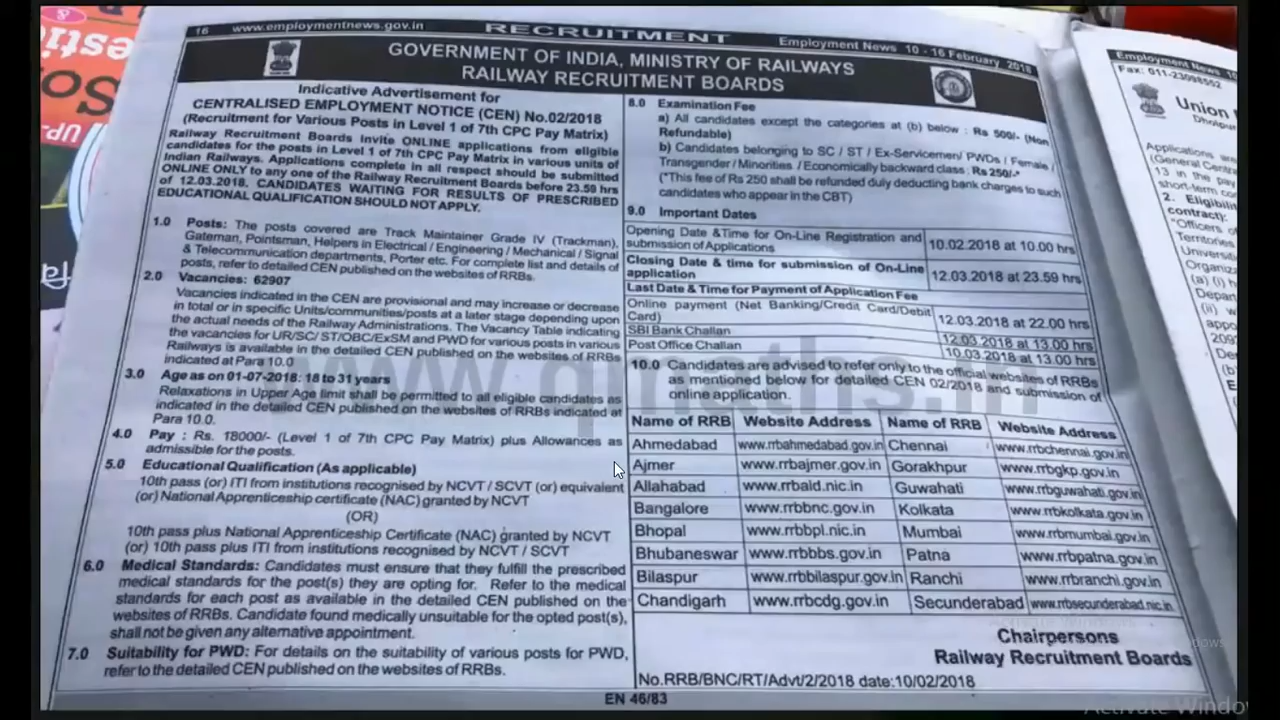 16 www.employmentnews.gov.in RECRUITMENT Employment News 10 - 16 February 2018
GOVERNMENT OF INDIA, MINISTRY OF RAILWAYS
RAILWAY RECRUITMENT BOARDS
Indicative Advertisement for
CENTRALISED EMPLOYMENT NOTICE (CEN) No.02/2018
(Recruitment for Various Posts in Level 1 of 7th CPC Pay Matrix)
Railway Recruitment Boards Invite ONLINE applications from eligible
candidates for the posts in Level 1 of 7th CPC Pay Matrix in various units of
Indian Railways. Applications complete in all respect should be submitted
ONLINE ONLY to any one of the Railway Recruitment Boards before 23.59 hrs
of 12.03.2018. CANDIDATES WAITING FOR RESULTS OF PRESCRIBED
EDUCATIONAL QUALIFICATION SHOULD NOT APPLY.
1.0 Posts: The posts covered are Track Maintainer Grade IV (Trackman),
Gateman, Pointsman, Helpers in Electrical / Engineering / Mechanical / Signal
& Telecommunication departments, Porter etc. For complete list and details of
posts, refer to detailed CEN published on the websites of RRBs.
2.0 Vacancies: 62907
Vacancies indicated in the CEN are provisional and may increase or decrease
in total or in specific Units/communities/posts at a later stage depending upon
the actual needs of the Railway Administrations. The Vacancy Table indicating
the vacancies for UR/SC/ ST/OBC/ExSM and PWD for various posts in various
Railways is available in the detailed CEN published on the websites of RRBs
indicated at Para 10.0
3.0 Age as on 01-07-2018: 18 to 31 years
Relaxations in Upper Age limit shall be permitted to all eligible candidates as
indicated in the detailed CEN published on the websites of RRBs indicated at
Para 10.0.
4.0 Pay : Rs. 18000/- (Level 1 of 7th CPC Pay Matrix) plus Allowances as
admissible for the posts.
5.0 Educational Qualification (As applicable)
10th pass (or) ITI from institutions recognised by NCVT / SCVT (or) equivalent
(or) National Apprenticeship certificate (NAC) granted by NCVT
(OR)
10th pass plus National Apprenticeship Certificate (NAC) granted by NCVT
(or) 10th pass plus ITI from institutions recognised by NCVT / SCVT
6.0 Medical Standards: Candidates must ensure that they fulfill the prescribed
medical standards for the post(s) they are opting for. Refer to the medical
standards for each post as available in the detailed CEN published on the
websites of RRBs. Candidate found medically unsuitable for the opted post(s),
shall not be given any alternative appointment.
7.0 Suitability for PWD: For details on the suitability of various posts for PWD,
refer to the detailed CEN published on the websites of RRBs.
8.0 Examination Fee
a) All candidates except the categories at (b) below : Rs 500/- (Non
Refundable)
b) Candidates belonging to SC / ST / Ex-Servicemen/ PWDs / Female /
Transgender / Minorities / Economically backward class : Rs 250/-*
(*This fee of Rs 250 shall be refunded duly deducting bank charges to such
candidates who appear in the CBT)
9.0 Important Dates
Opening Date &Time for On-Line Registration and
submission of Applications 10.02.2018 at 10.00 hrs
Closing Date & time for submission of On-Line
application 12.03.2018 at 23.59 hrs
Last Date & Time for Payment of Application Fee
Online payment (Net Banking/Credit Card/Debit
Card) 12.03.2018 at 22.00 hrs
SBI Bank Challan 12.03.2018 at 13.00 hrs
Post Office Challan 10.03.2018 at 13.00 hrs
10.0 Candidates are advised to refer only to the official websites of RRBs
as mentioned below for detailed CEN 02/2018 and submission of
online application.
Name of RRB Website Address Name of RRB Website Address
Ahmedabad www.rrbahmedabad.gov.in Chennai www.rrbchennai.gov.in
Ajmer www.rrbajmer.gov.in Gorakhpur www.rrbgkp.gov.in
Allahabad www.rrbald.nic.in Guwahati www.rrbguwahati.gov.in
Bangalore www.rrbbnc.gov.in Kolkata www.rrbkolkata.gov.in
Bhopal www.rrbbpl.nic.in Mumbai www.rrbmumbai.gov.in
Bhubaneswar www.rrbbbs.gov.in Patna www.rrbpatna.gov.in
Bilaspur www.rrbbilaspur.gov.in Ranchi www.rrbranchi.gov.in
Chandigarh www.rrbcdg.gov.in Secunderabad www.rrbsecunderabad.nic.in
Chairpersons
Railway Recruitment Boards
No.RRB/BNC/RT/Advt/2/2018 date:10/02/2018
EN 46/83
www.qmaths.in
Employment News
Fax: 011-23098552
Union
Dholpur
Applications are
(General Centra
13 in the pay
short-term con
2. Eligibili
contract):
Officers of
Territories
Universi
Organiza
(a) (i)
Depar
(ii)
appo
Activate Windows